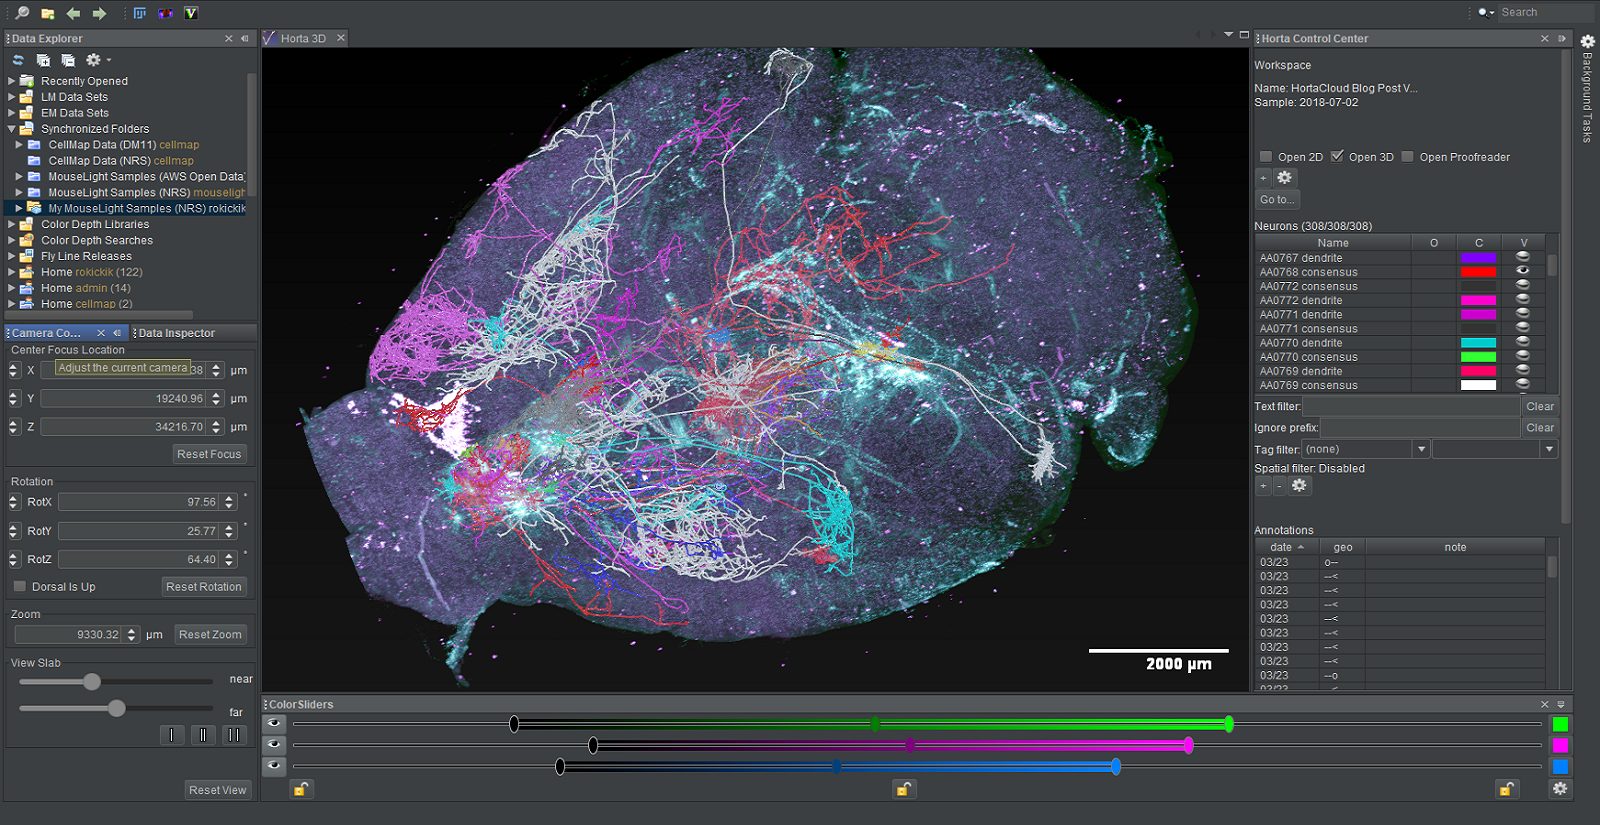 Search
Data Explorer
Recently Opened
LM Data Sets
EM Data Sets
Synchronized Folders
CellMap Data (DM11) cellmap
CellMap Data (NRS) cellmap
MouseLight Samples (AWS Open Data)
MouseLight Samples (NRS) mouseligh
My MouseLight Samples (NRS) rokickik
Color Depth Libraries
Color Depth Searches
Fly Line Releases
Home rokickik (122)
Home admin (14)
Home cellmap (2)
Camera Co...
Data Inspector
Center Focus Location
X 38 µm
Adjust the current camera
Y 19240.96 µm
Z 34216.70 µm
Reset Focus
Rotation
RotX 97.56 °
RotY 25.77 °
RotZ 64.40 °
Dorsal Is Up Reset Rotation
Zoom
9330.32 µm Reset Zoom
View Slab
near
far
Reset View
Horta 3D
2000 µm
ColorSliders
Horta Control Center
Workspace
Name: HortaCloud Blog Post V...
Sample: 2018-07-02
Open 2D Open 3D Open Proofreader
+
Go to...
Neurons (308/308/308)
Name O C V
AA0767 dendrite
AA0768 consensus
AA0772 consensus
AA0772 dendrite
AA0771 dendrite
AA0771 consensus
AA0770 dendrite
AA0770 consensus
AA0769 dendrite
AA0769 consensus
Text filter: Clear
Ignore prefix: Clear
Tag filter: (none)
Spatial filter: Disabled
+ -
Annotations
date geo note
03/23 o--
03/23 --<
03/23 --<
03/23 --<
03/23 --<
03/23 --<
03/23 --<
03/23 --<
03/23 --o
Background Tasks